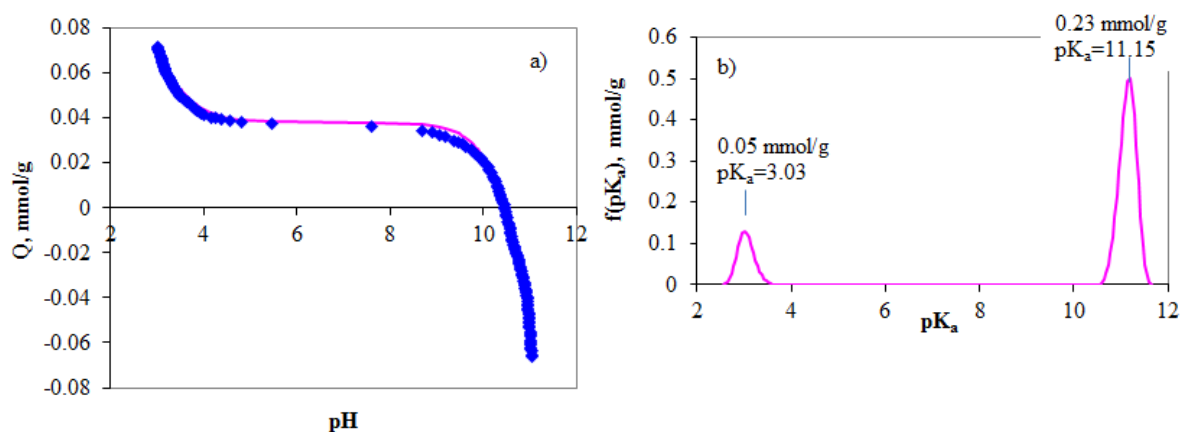 0.08
0.06
0.04
0.02
0
-0.02
-0.04
-0.06
-0.08
2
4
6
8
10
12
Q, mmol/g
pH
a)
0.23 mmol/g
pKa=11.15
0.6
0.5
0.4
0.3
0.2
0.1
0
b)
0.05 mmol/g
pKa=3.03
f(pKa), mmol/g
2
4
6
8
10
12
pKa